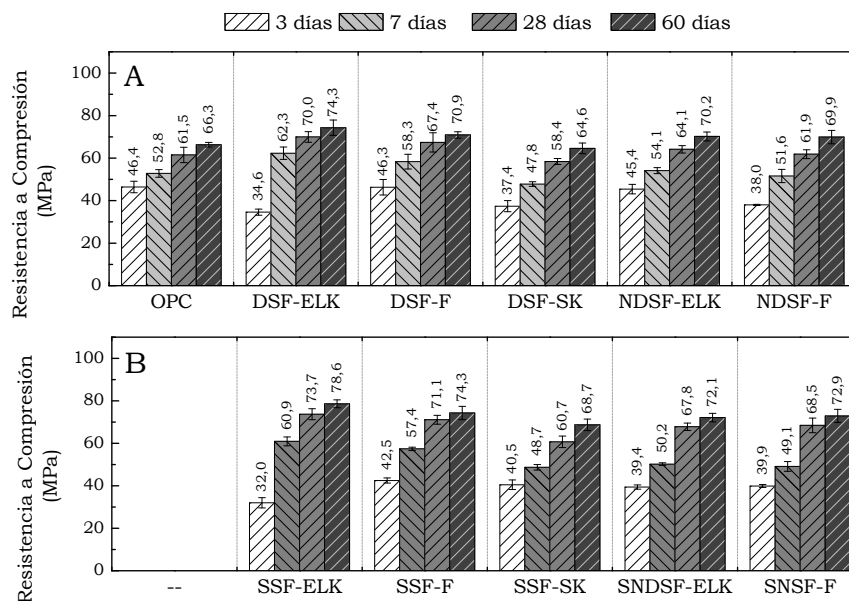 3 días 7 días 28 días 60 días
A
Resistencia a Compresión
(MPa)
100
80
60
40
20
0
46,4 52,8 61,5 66,3
34,6 62,3 70,0 74,3
46,3 58,3 67,4 70,9
37,4 47,8 58,4 64,6
45,4 54,1 64,1 70,2
38,0 51,6 61,9 69,9
OPC DSF-ELK DSF-F DSF-SK NDSF-ELK NDSF-F
B
Resistencia a Compresión
(MPa)
100
80
60
40
20
0
32,0 60,9 73,7 78,6
42,5 57,4 71,1 74,3
40,5 48,7 60,7 68,7
39,4 50,2 67,8 72,1
39,9 49,1 68,5 72,9
-- SSF-ELK SSF-F SSF-SK SNDSF-ELK SNSF-F